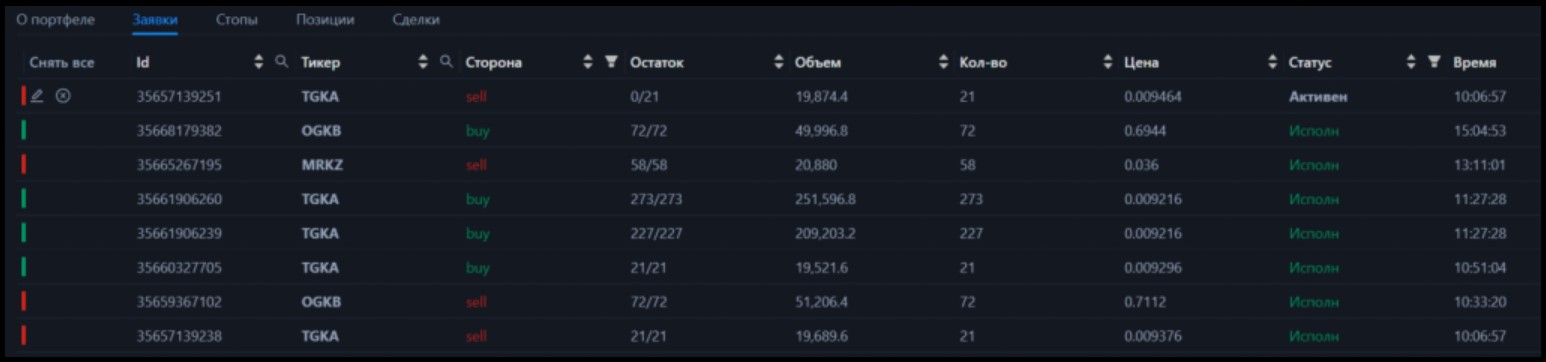 О портфеле Заявки Стопы Позиции Сделки
Снять все Id Тикер Сторона Остаток Объем Кол-во Цена Статус Время
35657139251 TGKA sell 0/21 19,874.4 21 0.009464 Активен 10:06:57
35668179382 OGKB buy 72/72 49,996.8 72 0.6944 Исполн 15:04:53
35665267195 MRKZ sell 58/58 20,880 58 0.036 Исполн 13:11:01
35661906260 TGKA buy 273/273 251,596.8 273 0.009216 Исполн 11:27:28
35661906239 TGKA buy 227/227 209,203.2 227 0.009216 Исполн 11:27:28
35660327705 TGKA buy 21/21 19,521.6 21 0.009296 Исполн 10:51:04
35659367102 OGKB sell 72/72 51,206.4 72 0.7112 Исполн 10:33:20
35657139238 TGKA sell 21/21 19,689.6 21 0.009376 Исполн 10:06:57